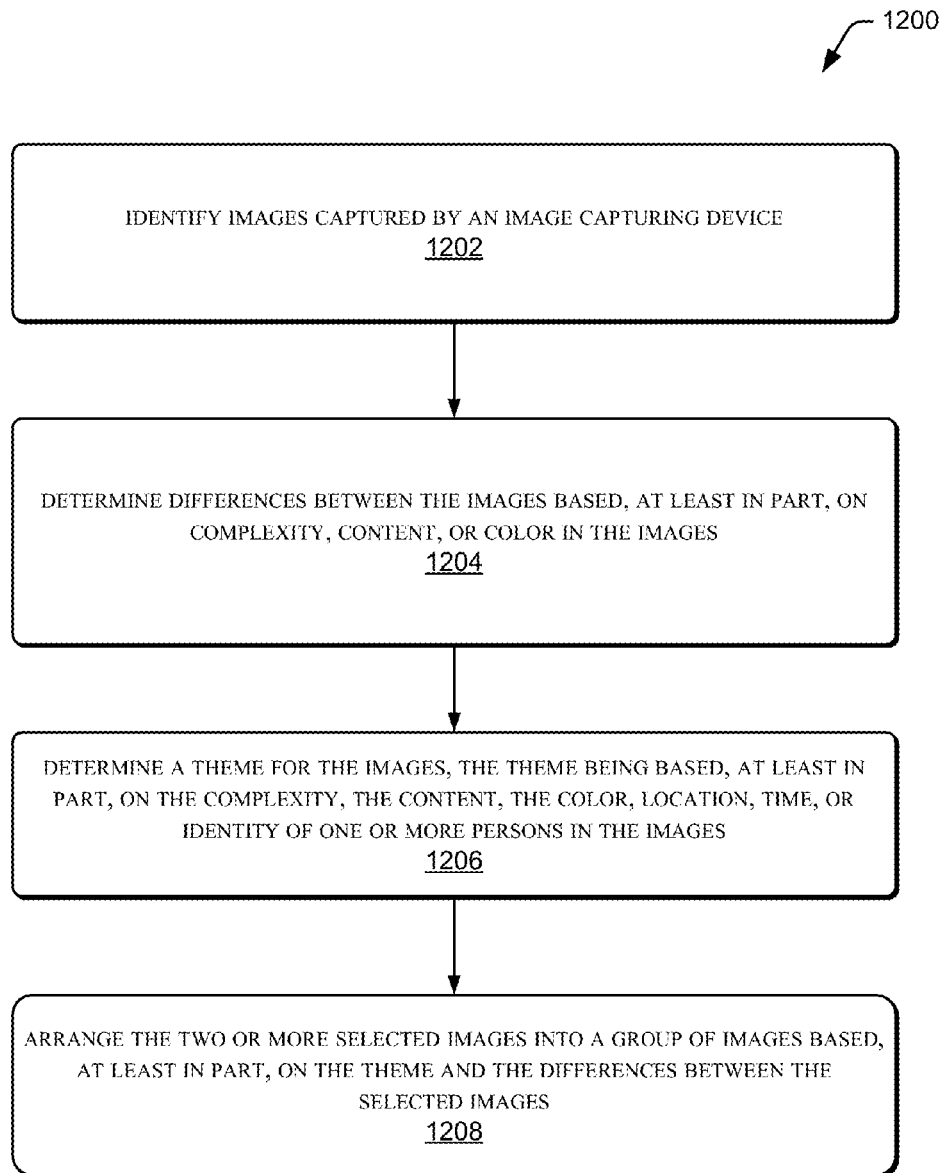 1200
IDENTIFY IMAGES CAPTURED BY AN IMAGE CAPTURING DEVICE
1202
DETERMINE DIFFERENCES BETWEEN THE IMAGES BASED, AT LEAST IN PART, ON
COMPLEXITY, CONTENT, OR COLOR IN THE IMAGES
1204
DETERMINE A THEME FOR THE IMAGES, THE THEME BEING BASED, AT LEAST IN
PART, ON THE COMPLEXITY, THE CONTENT, THE COLOR, LOCATION, TIME, OR
IDENTITY OF ONE OR MORE PERSONS IN THE IMAGES
1206
ARRANGE THE TWO OR MORE SELECTED IMAGES INTO A GROUP OF IMAGES BASED,
AT LEAST IN PART, ON THE THEME AND THE DIFFERENCES BETWEEN THE
SELECTED IMAGES
1208